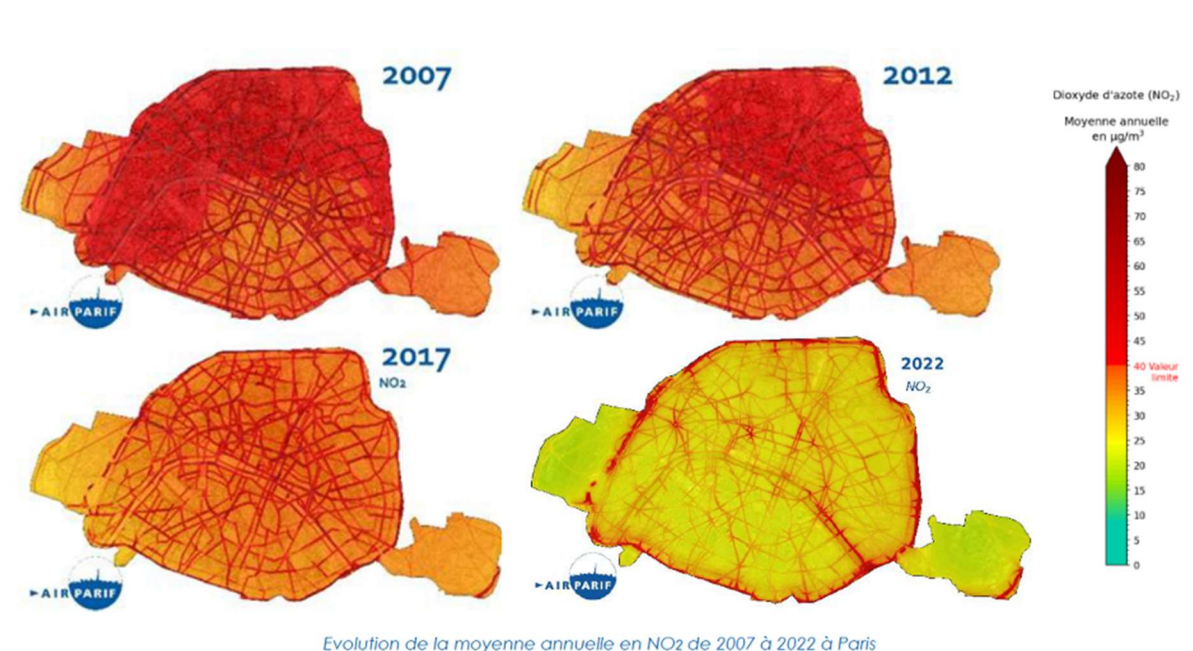 2007
2012
AIRPARIF
AIRPARIF
2017
NO2
2022
NO₂
AIRPARIF
AIRPARIF
Dioxyde d'azote (NO₂)
Moyenne annuelle
en µg/m³
80
75
70
65
60
55
50
45
40 Valeur
limite
35
30
25
20
15
10
5
0
Evolution de la moyenne annuelle en NO2 de 2007 à 2022 à Paris